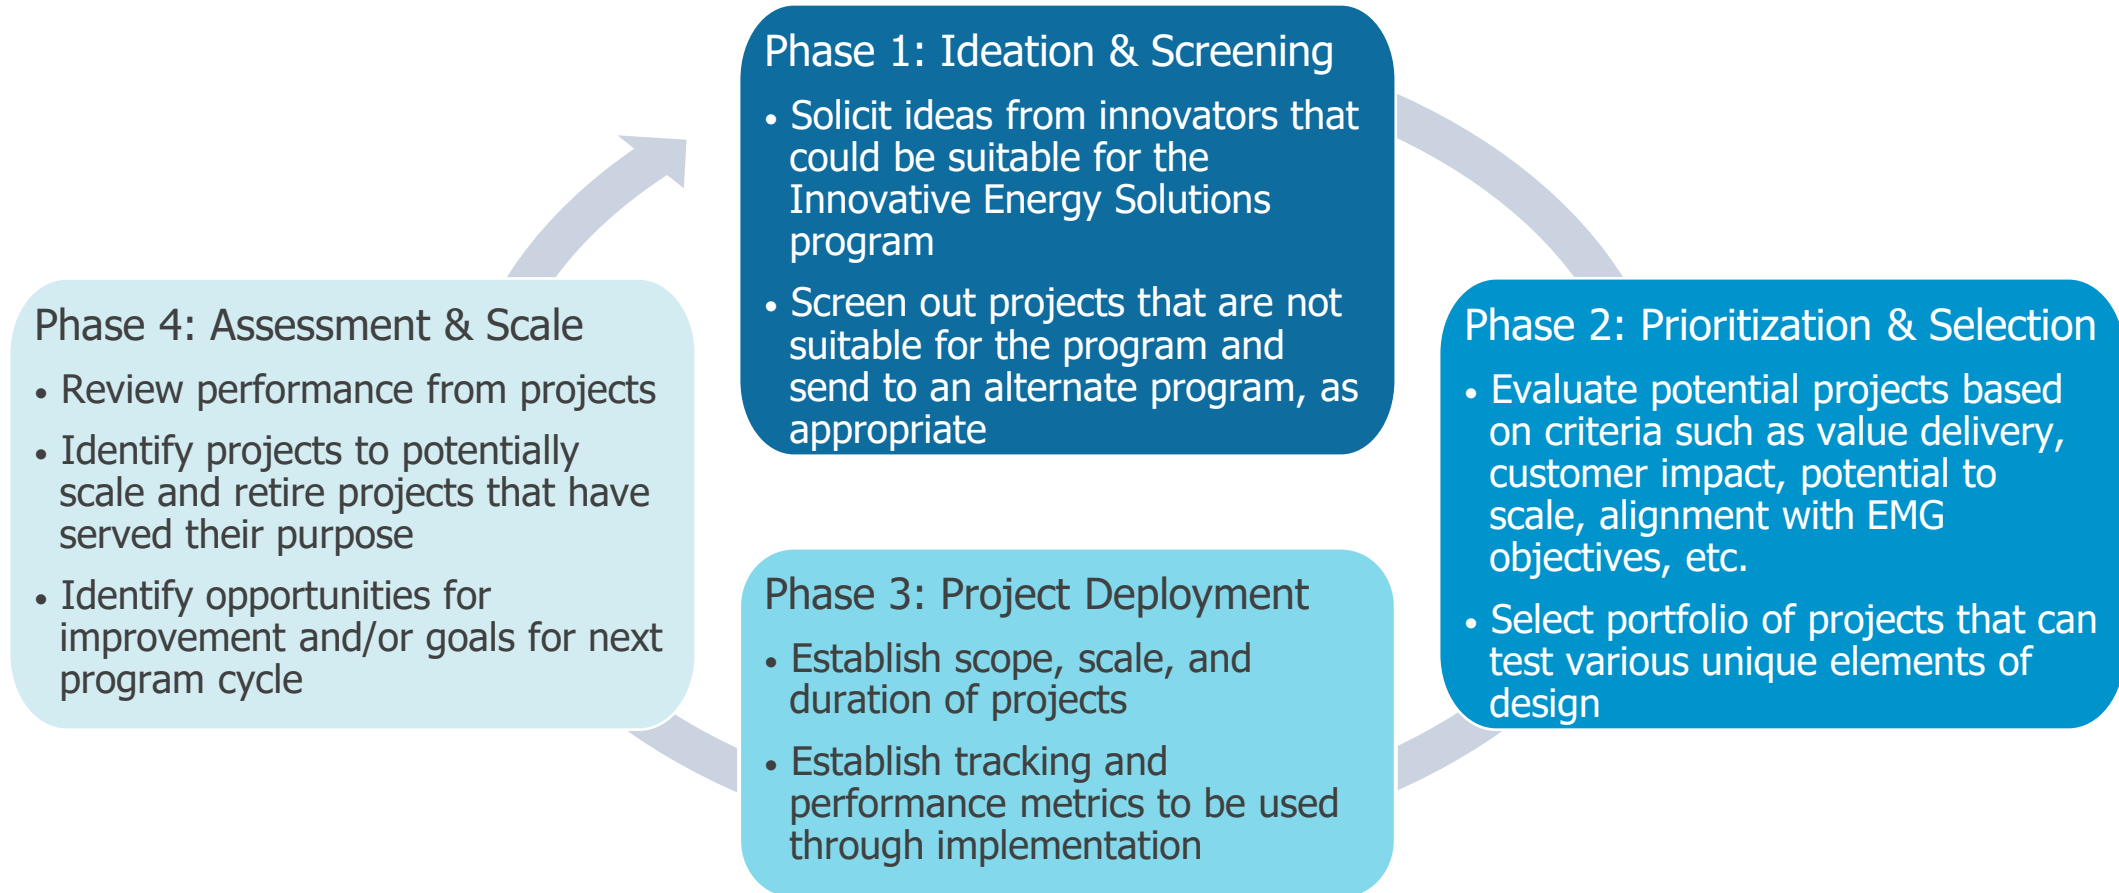 Phase 1: Ideation & Screening
• Solicit ideas from innovators that
could be suitable for the
Innovative Energy Solutions
program
• Screen out projects that are not
suitable for the program and
send to an alternate program, as
appropriate
Phase 2: Prioritization & Selection
• Evaluate potential projects based
on criteria such as value delivery,
customer impact, potential to
scale, alignment with EMG
objectives, etc.
• Select portfolio of projects that can
test various unique elements of
design
Phase 3: Project Deployment
• Establish scope, scale, and
duration of projects
• Establish tracking and
performance metrics to be used
through implementation
Phase 4: Assessment & Scale
• Review performance from projects
• Identify projects to potentially
scale and retire projects that have
served their purpose
• Identify opportunities for
improvement and/or goals for next
program cycle